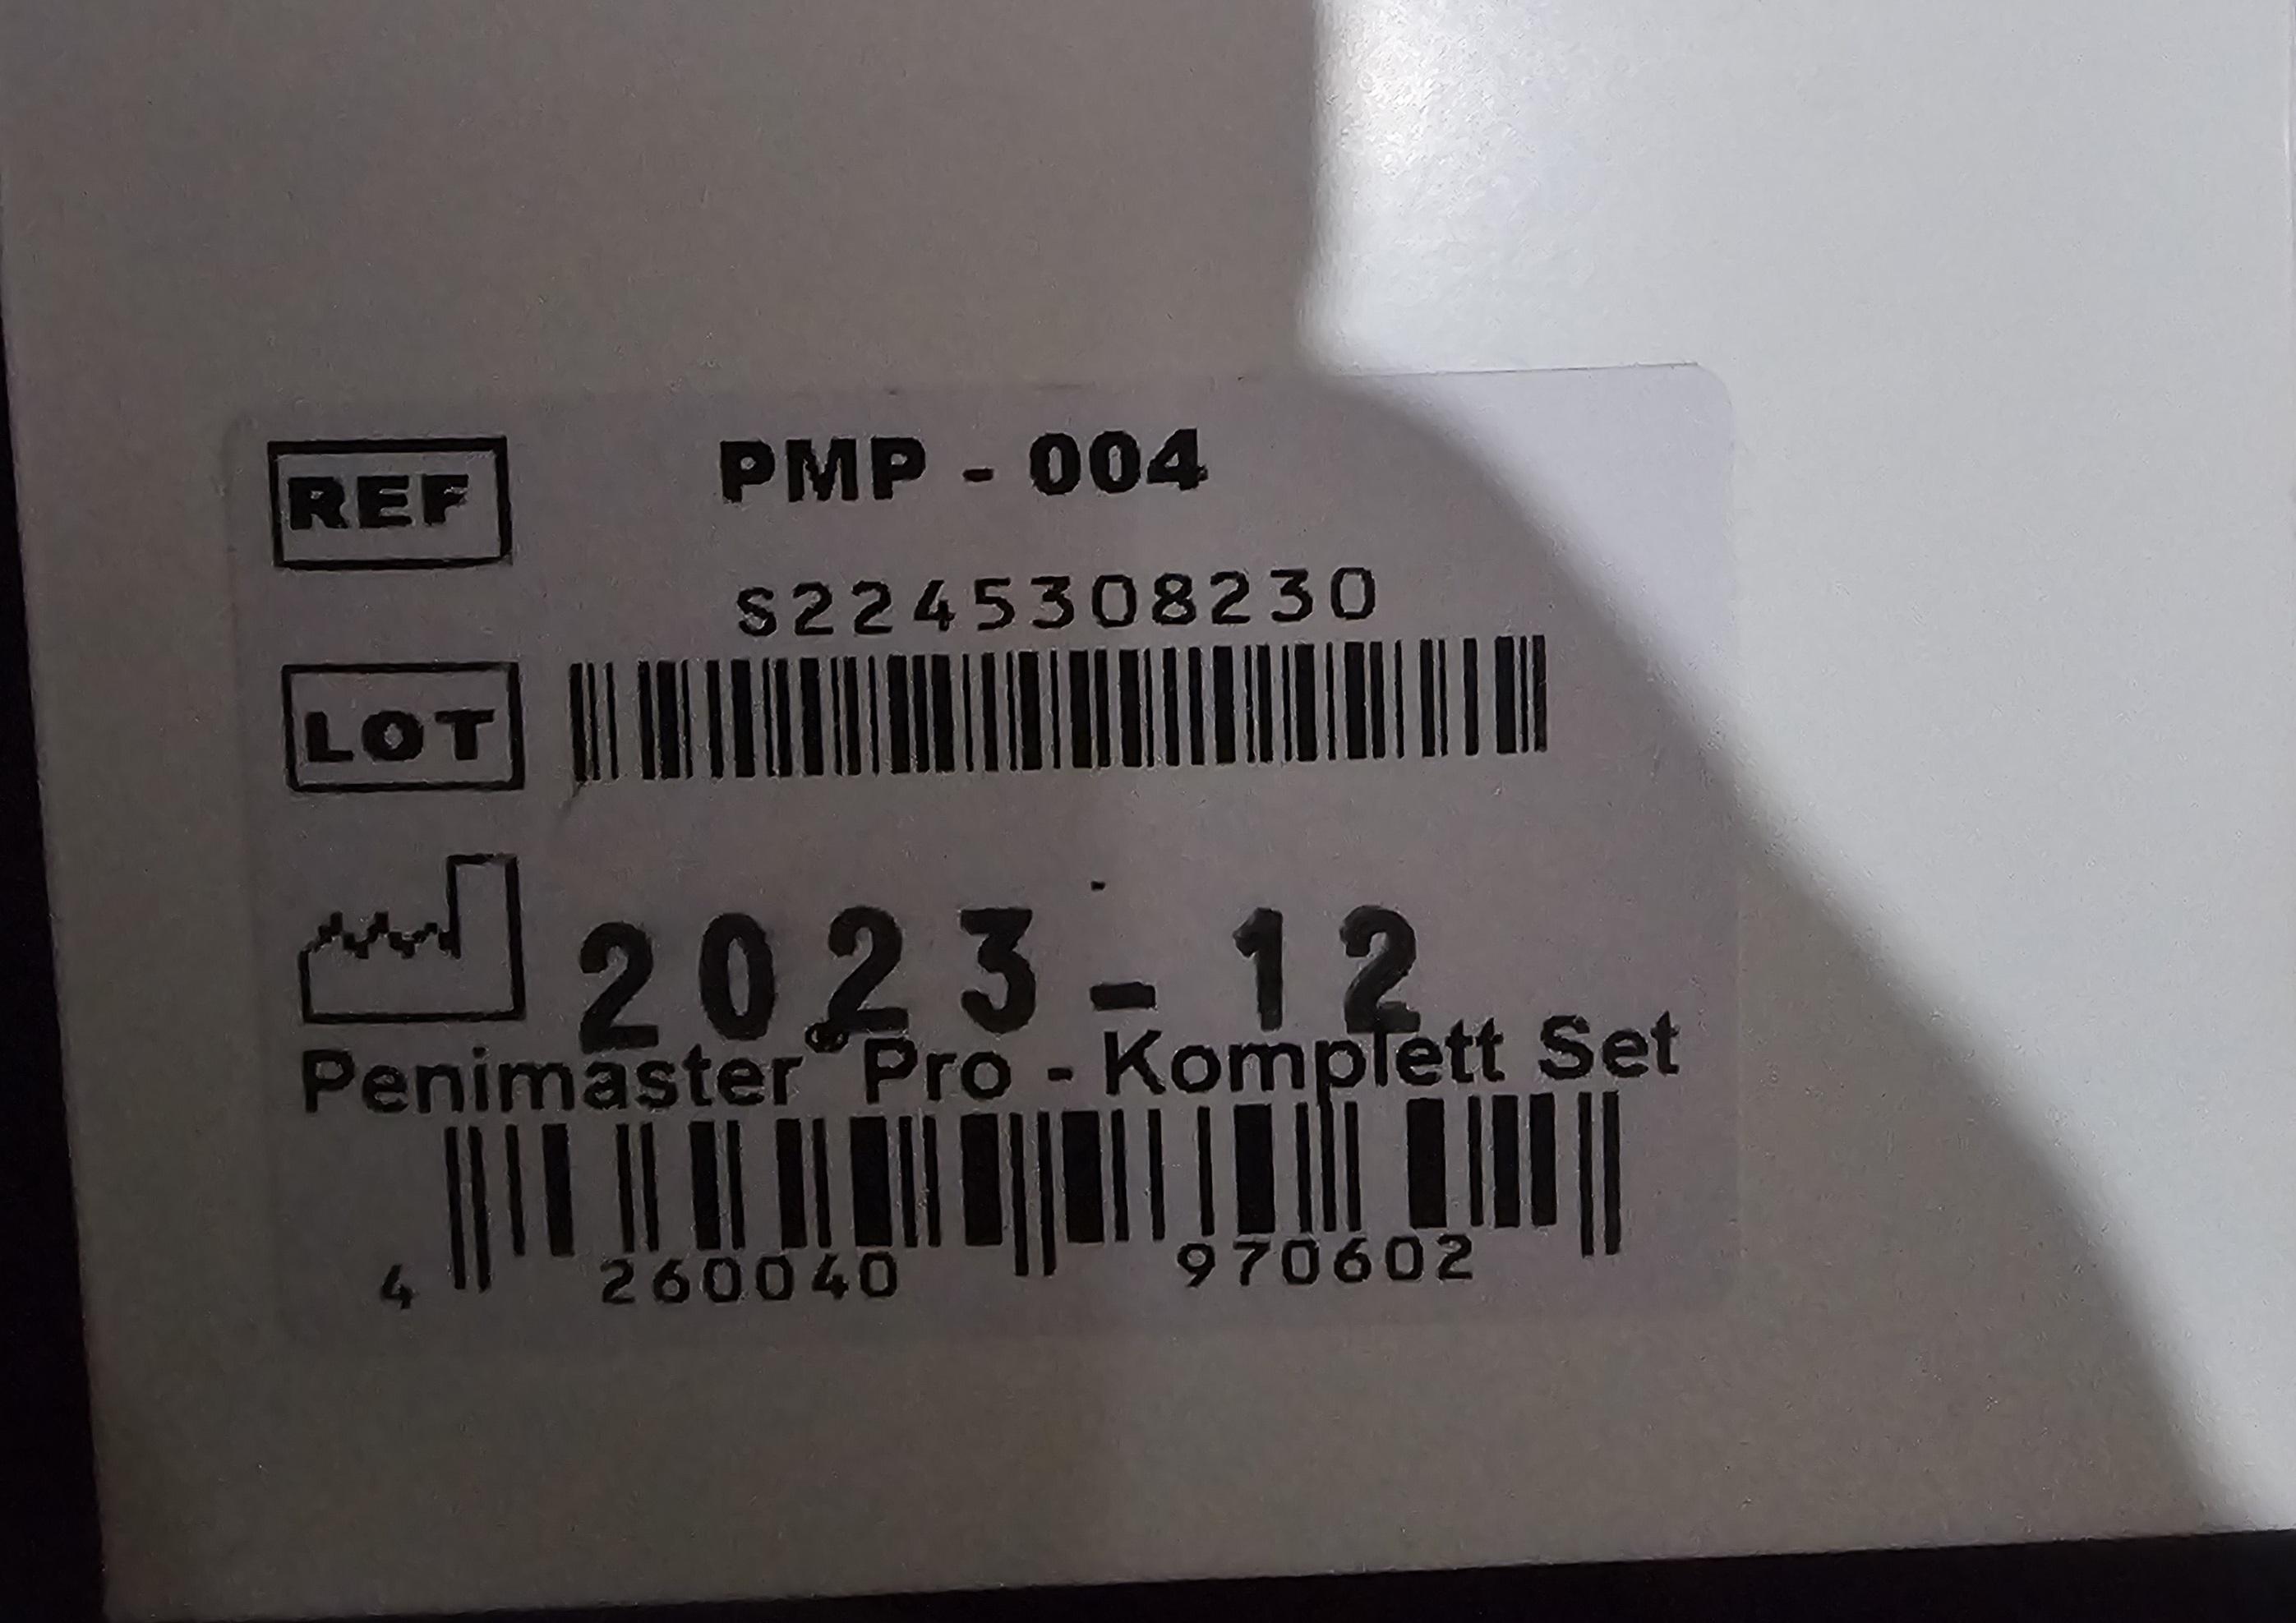 REF PMP - 004
S2245308230
LOT
2023-12
Penimaster® Pro - Komplett Set
4 260040 970602